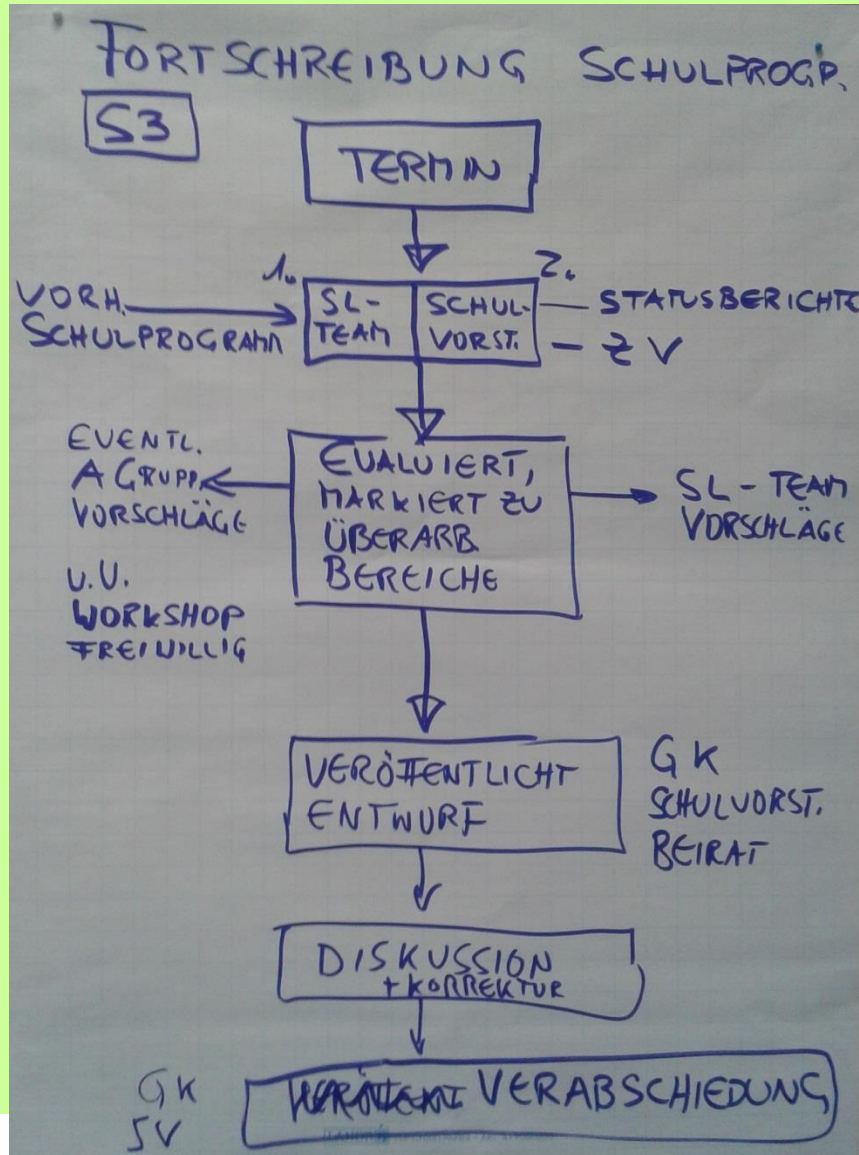 FORTSCHREIBUNG SCHULPROGR.
S3
TERMIN
1.
2.
VORH.
SCHULPROGRAMM
SL-
TEAM
SCHUL-
VORST.
— STATUSBERICHTE
— ZV
EVENTL.
AGRUPP.
VORSCHLÄGE
U.U.
WORKSHOP
FREIWILLIG
EVALUIERT,
MARKIERT ZU
ÜBERARB.
BEREICHE
SL-TEAM
VORSCHLÄGE
VERÖFFENTLICHT
ENTWURF
GK
SCHULVORST.
BEIRAT
DISKUSSION
+ KORREKTUR
GK
SV
VERABSCHIEDUNG